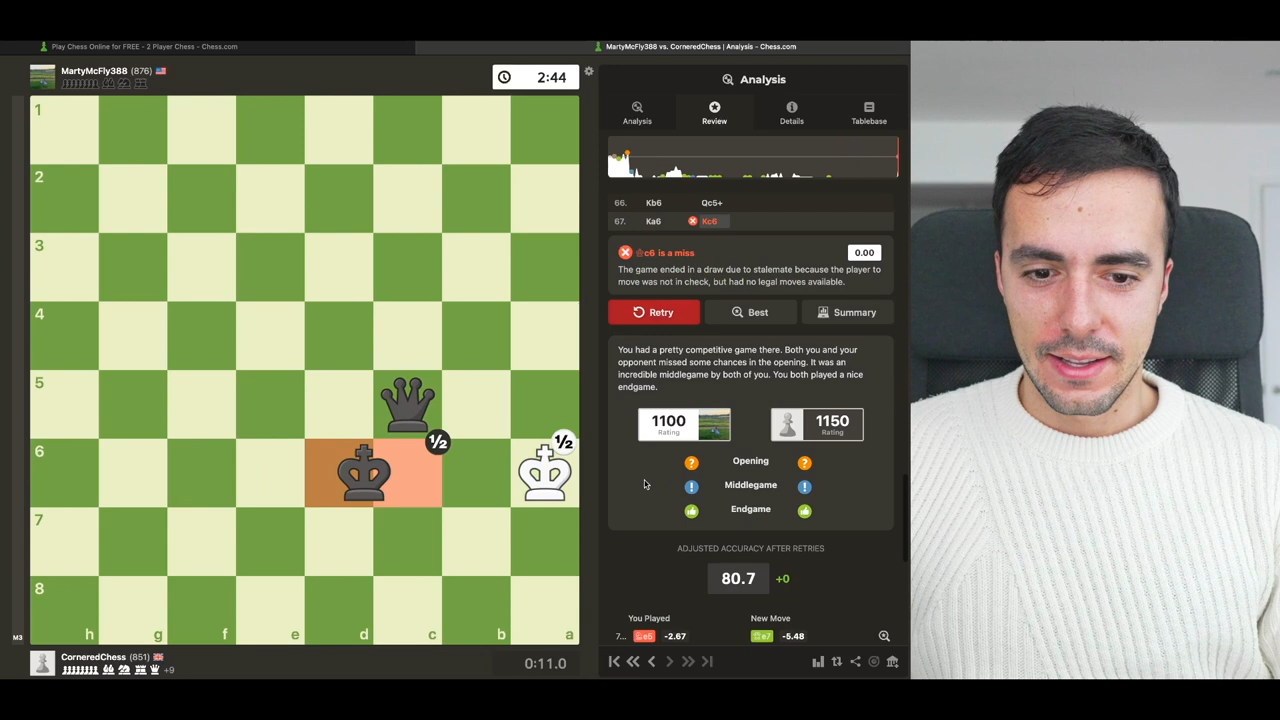 Play Chess Online for FREE - 2 Player Chess - Chess.com
MartyMcFly388 vs. CorneredChess | Analysis - Chess.com
MartyMcFly388 (876)
2:44
Analysis
Analysis
Review
Details
Tablebase
66. Kb6 Qc5+
67. Ka6 Kc6
c6 is a miss
0.00
The game ended in a draw due to stalemate because the player to
move was not in check, but had no legal moves available.
Retry
Best
Summary
You had a pretty competitive game there. Both you and your
opponent missed some chances in the opening. It was an
incredible middlegame by both of you. You both played a nice
endgame.
1100
Rating
1150
Rating
? Opening ?
! Middlegame !
Endgame
ADJUSTED ACCURACY AFTER RETRIES
80.7 +0
You Played New Move
7... e5 -2.67 e7 -5.48
1
2
3
4
5
6
7
8
h g f e d c b a
½
½
M3
CorneredChess (851)
+9
0:11.0